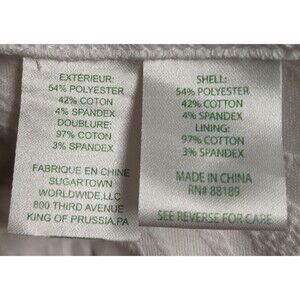 EXTÉRIEUR:
54% POLYESTER
42% COTON
4% SPANDEX
DOUBLURE:
97% COTON
3% SPANDEX
FABRIQUE EN CHINE
SUGARTOWN
WORLDWIDE,LLC
800 THIRD AVENUE
KING OF PRUSSIA,PA
SHELL:
54% POLYESTER
42% COTTON
4% SPANDEX
LINING:
97% COTTON
3% SPANDEX
MADE IN CHINA
RN# 88189
SEE REVERSE FOR CARE